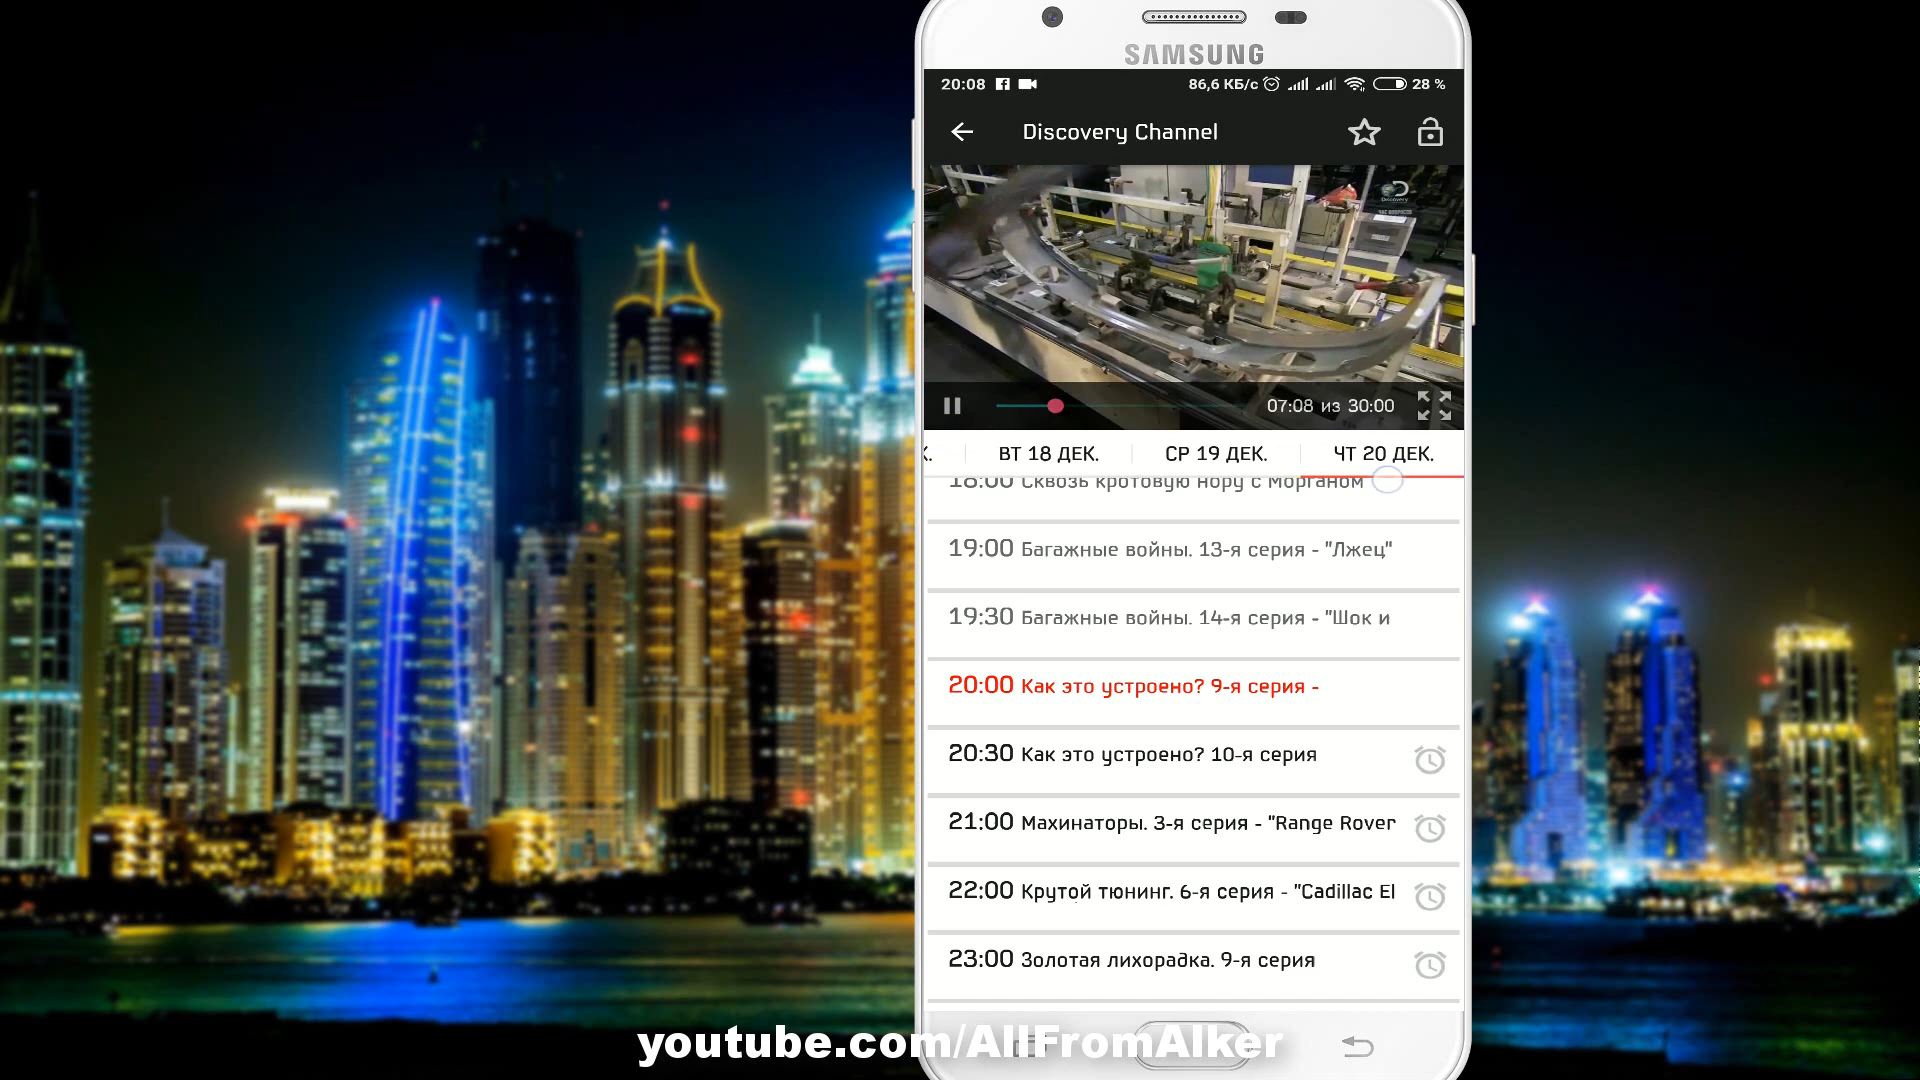 SAMSUNG
20:08 86,6 КБ/с 28 %
Discovery Channel
Discovery
07:08 из 30:00
К. ВТ 18 ДЕК. СР 19 ДЕК. ЧТ 20 ДЕК.
18:00 Сквозь кротовую нору с Морганом
19:00 Багажные войны. 13-я серия - "Лжец"
19:30 Багажные войны. 14-я серия - "Шок и
20:00 Как это устроено? 9-я серия -
20:30 Как это устроено? 10-я серия
21:00 Махинаторы. 3-я серия - "Range Rover
22:00 Крутой тюнинг. 6-я серия - "Cadillac El
23:00 Золотая лихорадка. 9-я серия
youtube.com/AllFromAlker